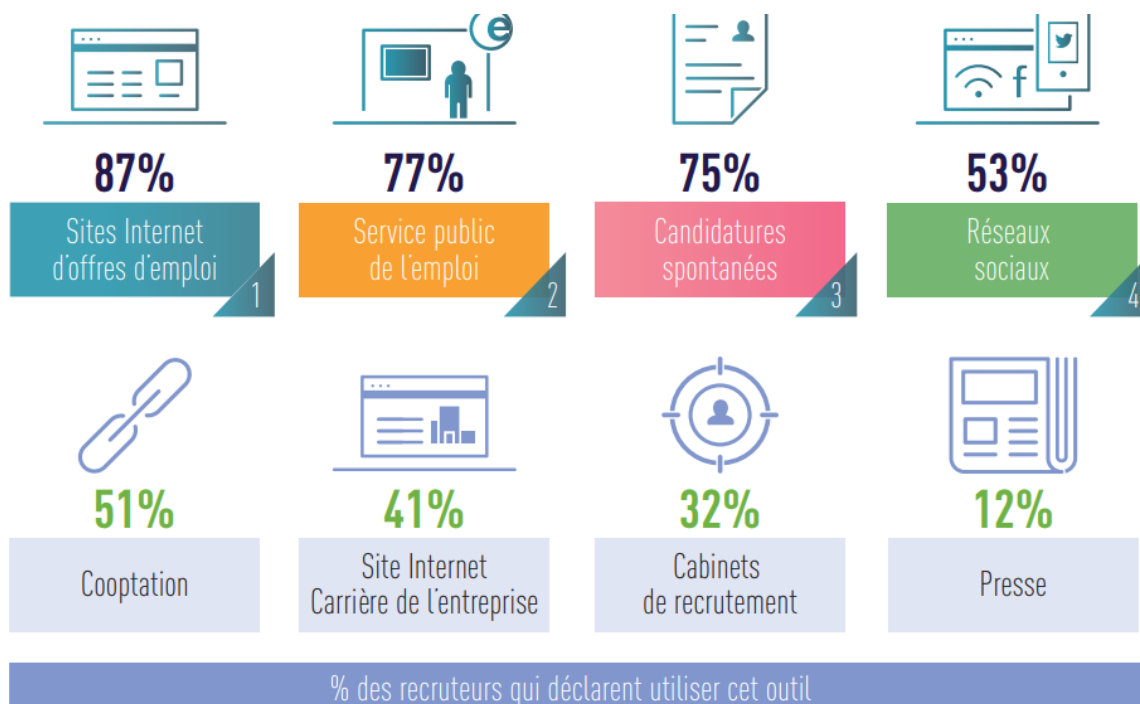 e
f
87%
77%
75%
53%
Sites Internet
d'offres d'emploi
1
Service public
de l'emploi
2
Candidatures
spontanées
3
Réseaux
sociaux
4
51%
41%
32%
12%
Cooptation
Site Internet
Carrière de l'entreprise
Cabinets
de recrutement
Presse
% des recruteurs qui déclarent utiliser cet outil